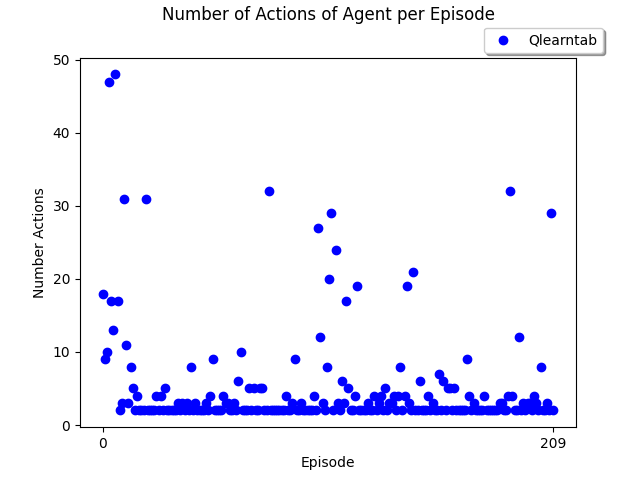 Number of Actions of Agent per Episode
Qlearntab
50
40
30
20
10
0
Number Actions
0 209
Episode